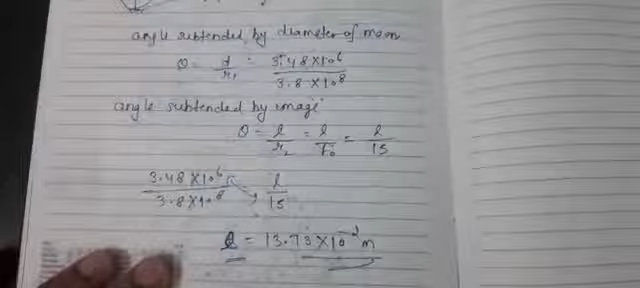 angle subtended by diameter of moon
θ = d/r₁ = 3.48 × 10⁶ / 3.8 × 10⁸
angle subtended by image
θ = l/r₂ = l/F₀ = l/15
3.48 × 10⁶ / 3.8 × 10⁸ = l/15
l = 13.73 × 10⁻² m